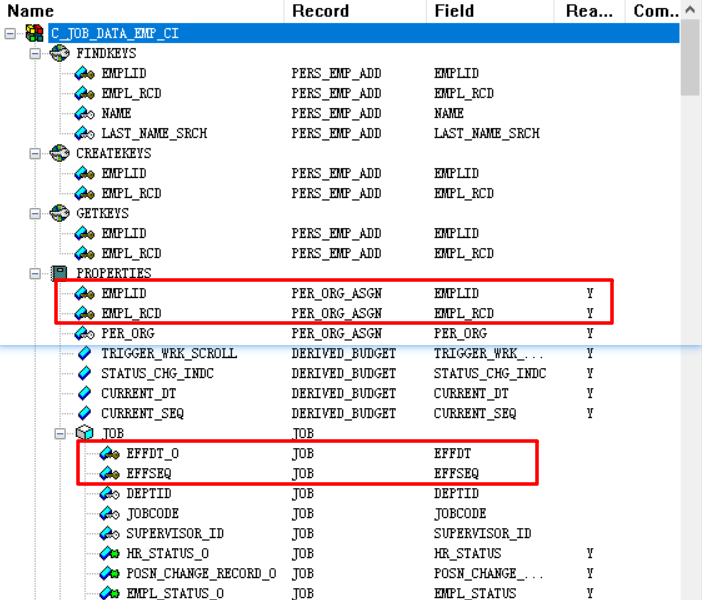 Name Record Field Rea... Com..
C_JOB_DATA_EMP_CI
FINDKEYS
EMPLID PERS_EMP_ADD EMPLID
EMPL_RCD PERS_EMP_ADD EMPL_RCD
NAME PERS_EMP_ADD NAME
LAST_NAME_SRCH PERS_EMP_ADD LAST_NAME_SRCH
CREATEKEYS
EMPLID PERS_EMP_ADD EMPLID
EMPL_RCD PERS_EMP_ADD EMPL_RCD
GETKEYS
EMPLID PERS_EMP_ADD EMPLID
EMPL_RCD PERS_EMP_ADD EMPL_RCD
PROPERTIES
EMPLID PER_ORG_ASGN EMPLID Y
EMPL_RCD PER_ORG_ASGN EMPL_RCD Y
PER_ORG PER_ORG_ASGN PER_ORG Y
TRIGGER_WRK_SCROLL DERIVED_BUDGET TRIGGER_WRK_... Y
STATUS_CHG_INDC DERIVED_BUDGET STATUS_CHG_INDC Y
CURRENT_DT DERIVED_BUDGET CURRENT_DT Y
CURRENT_SEQ DERIVED_BUDGET CURRENT_SEQ Y
JOB JOB
EFFDT_O JOB EFFDT
EFFSEQ JOB EFFSEQ
DEPTID JOB DEPTID
JOBCODE JOB JOBCODE
SUPERVISOR_ID JOB SUPERVISOR_ID
HR_STATUS_O JOB HR_STATUS Y
POSN_CHANGE_RECORD_O JOB POSN_CHANGE_... Y
EMPL_STATUS_O JOB EMPL_STATUS Y